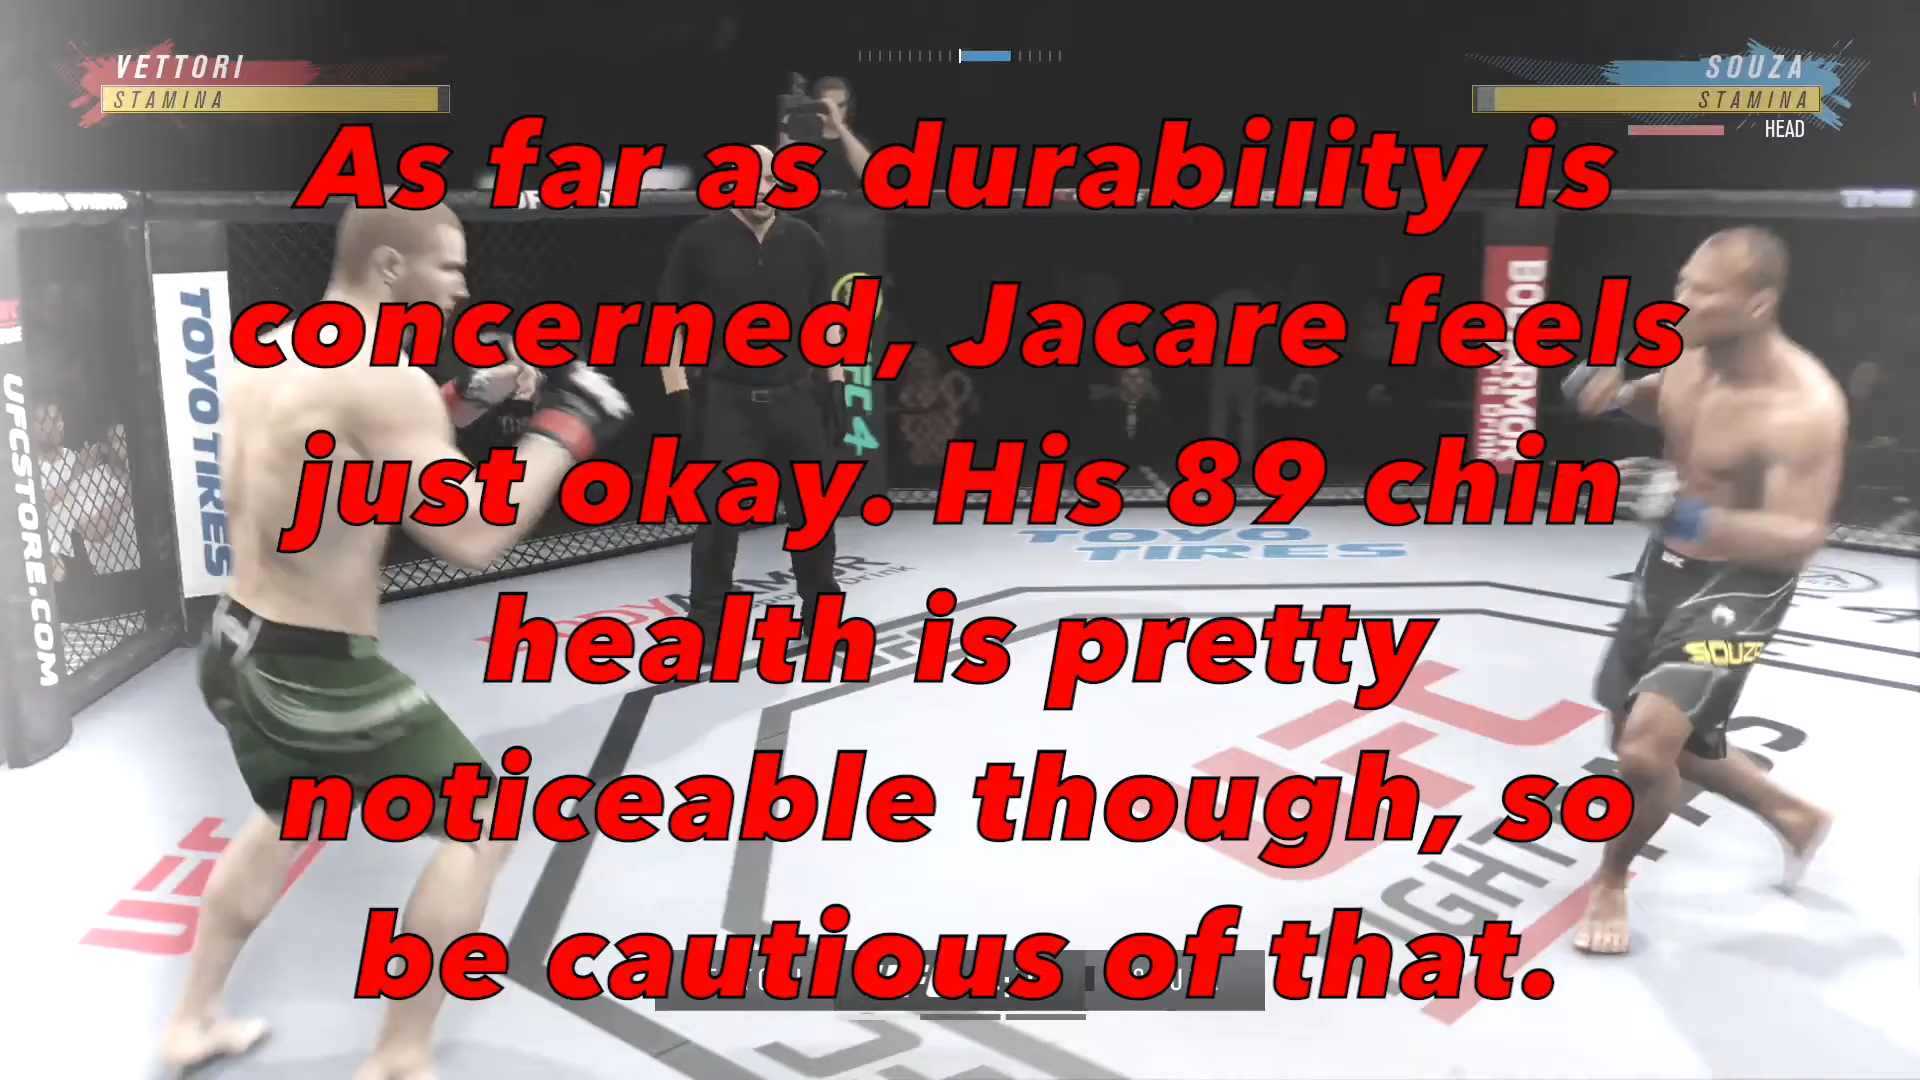 VETTORI
STAMINA
SOUZA
STAMINA
HEAD
As far as durability is
concerned, Jacare feels
just okay. His 89 chin
health is pretty
noticeable though, so
be cautious of that.
TOYO TIRES
UFCSTORE.COM
TOYO
TIRES
SOUZA
UFC